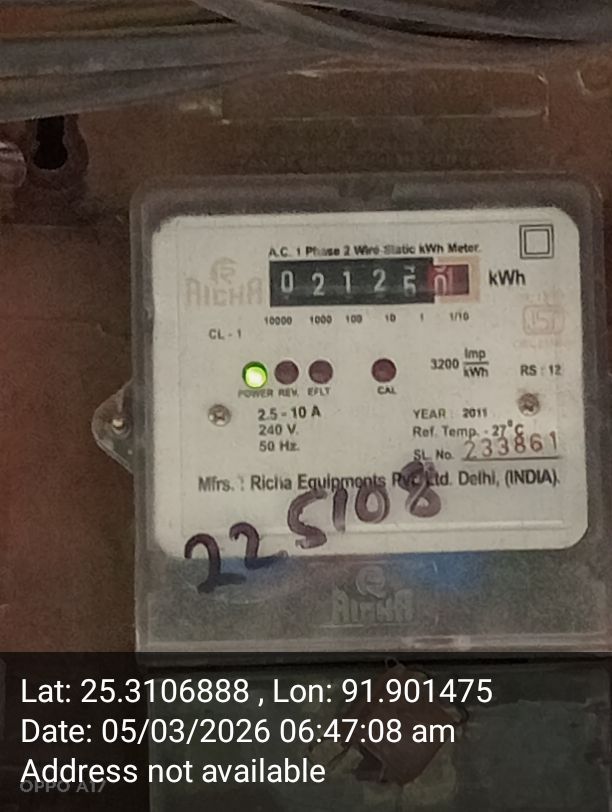 A.C. 1 Phase 2 Wire Static kWh Meter.
RICHA
0 2 1 2 5 0 kWh
10000 1000 100 10 1 1/10
CL - 1
ISI
3200 Imp/kWh
RS : 12
POWER REV. EFLT CAL
2.5 - 10 A
240 V.
50 Hz.
YEAR : 2011
Ref. Temp. - 27°C
SL. No. 233861
Mfrs. : Richa Equipments Pvt. Ltd. Delhi, (INDIA).
225108
RICHA
Lat: 25.3106888 , Lon: 91.901475
Date: 05/03/2026 06:47:08 am
Address not available
OPPO A17